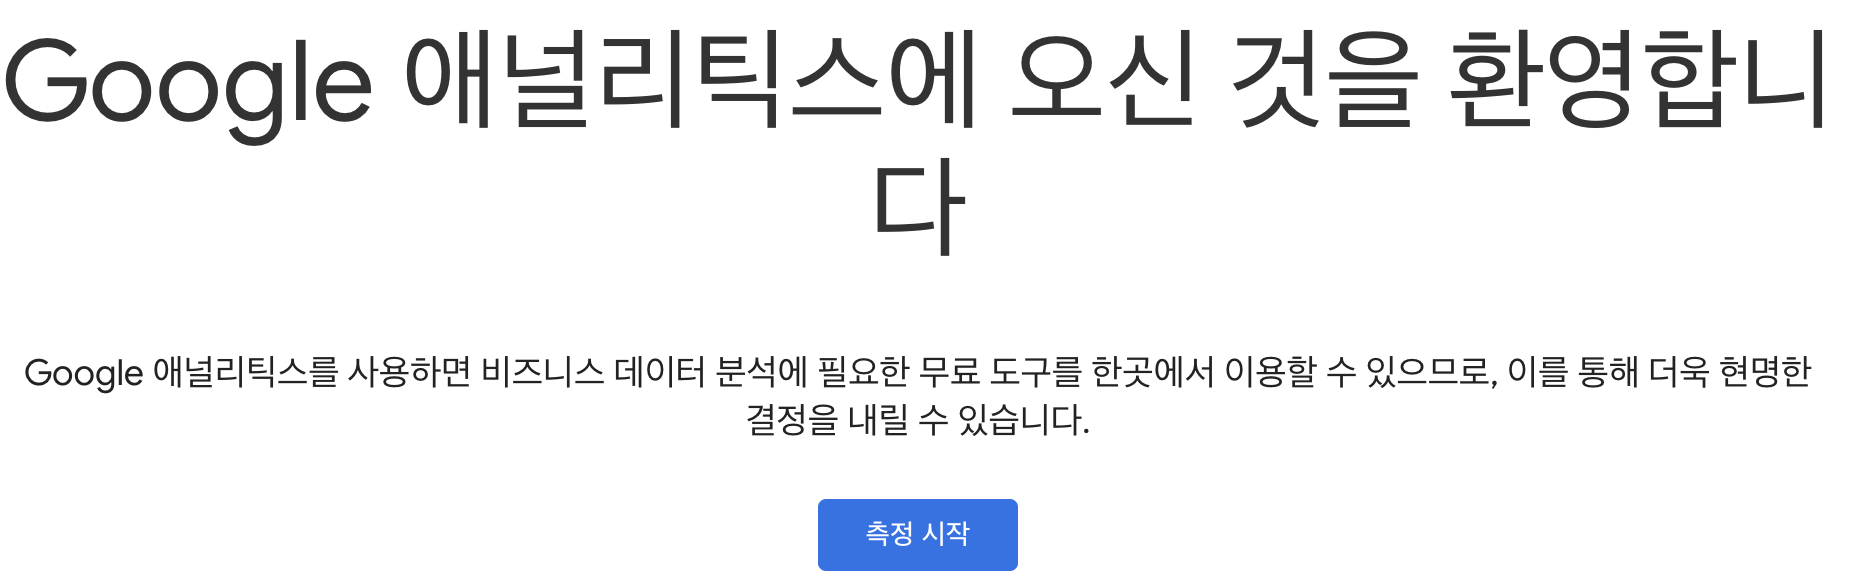 Google 애널리틱스에 오신 것을 환영합니
다
Google 애널리틱스를 사용하면 비즈니스 데이터 분석에 필요한 무료 도구를 한곳에서 이용할 수 있으므로, 이를 통해 더욱 현명한
결정을 내릴 수 있습니다.
측정 시작